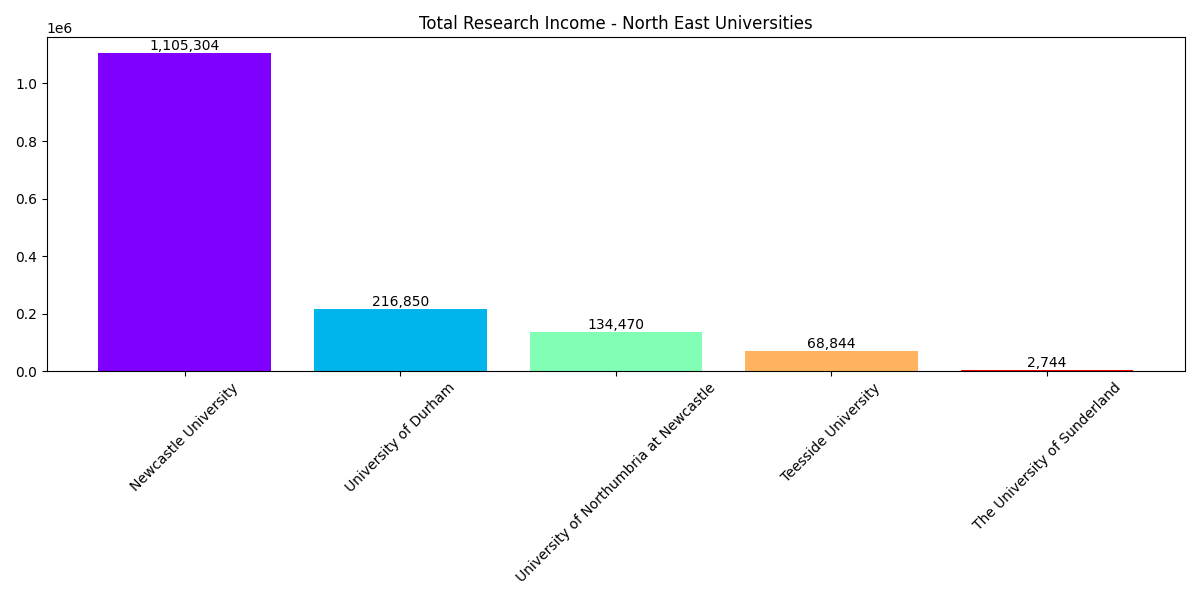 Total Research Income - North East Universities
1e6
1.0
0.8
0.6
0.4
0.2
0.0
1,105,304
216,850
134,470
68,844
2,744
Newcastle University
University of Durham
University of Northumbria at Newcastle
Teesside University
The University of Sunderland